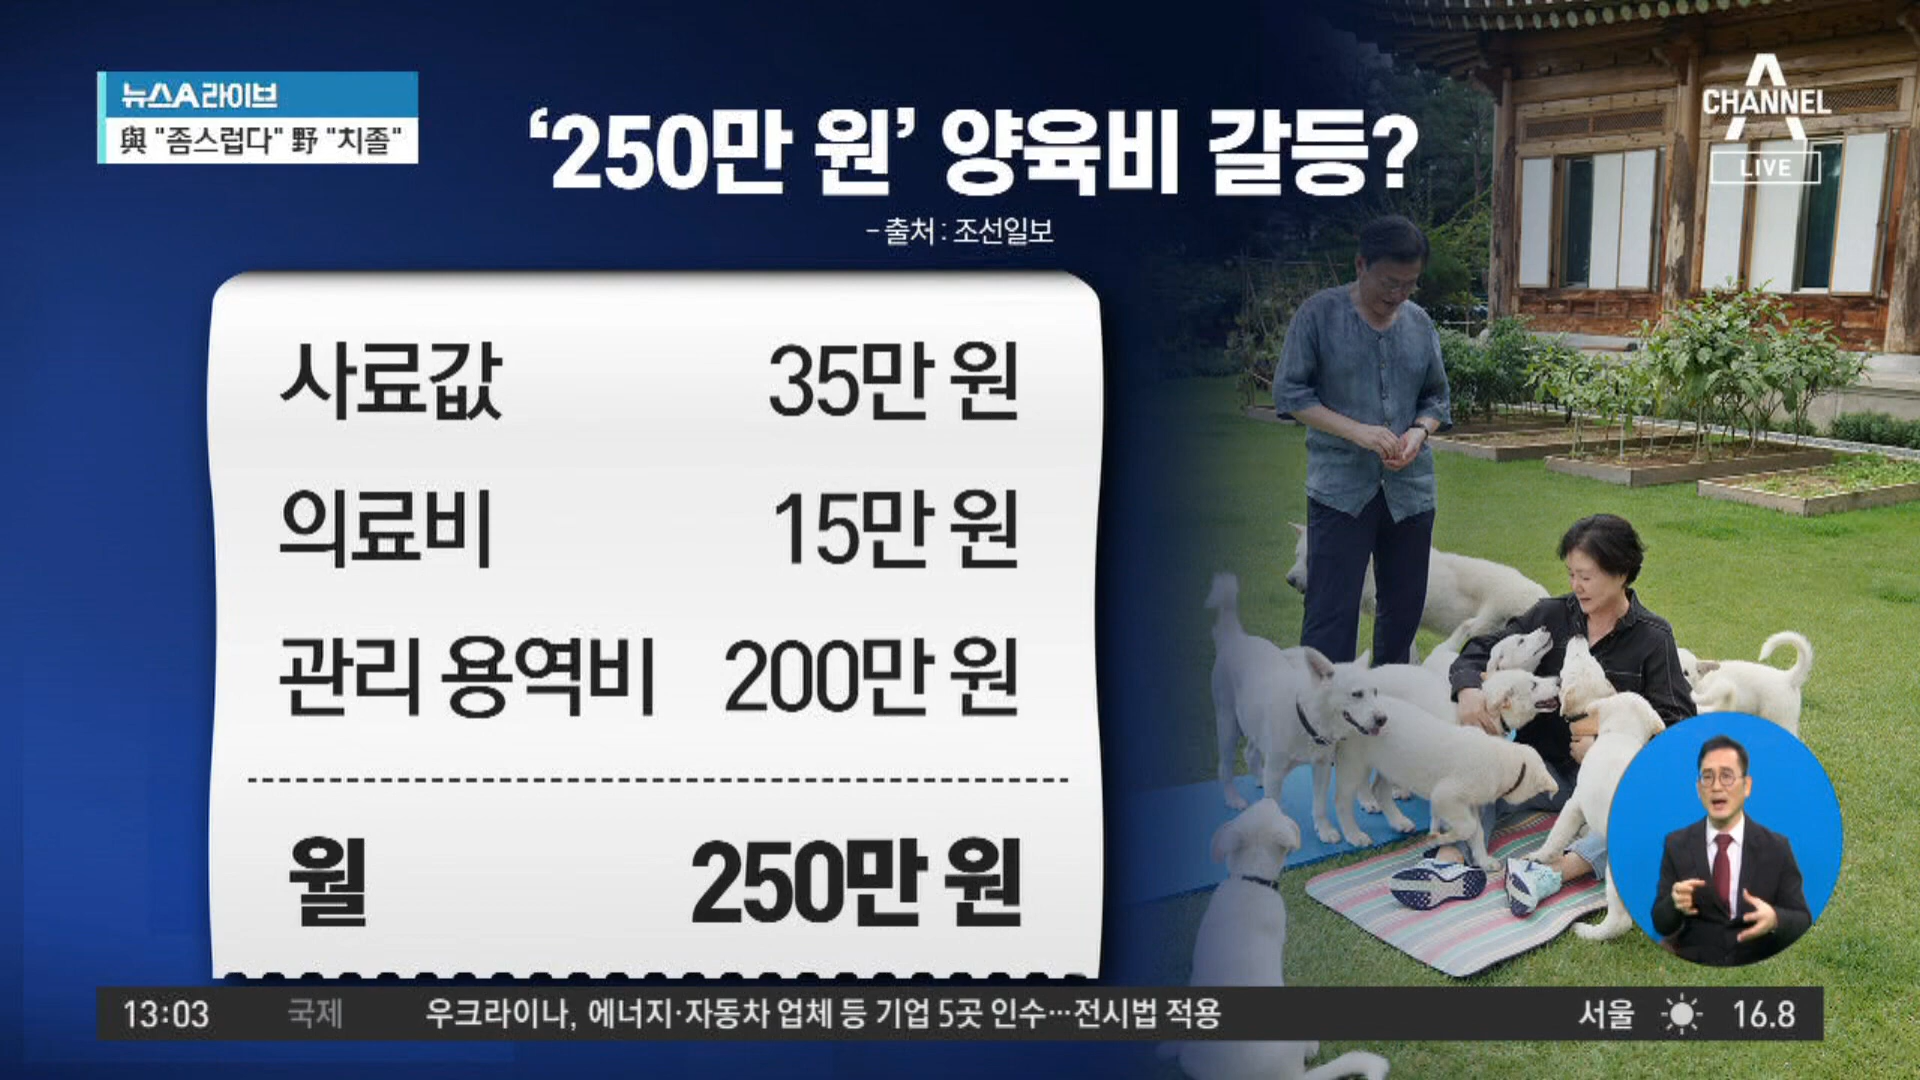 뉴스A 라이브
與 "좀스럽다" 野 "치졸"
'250만 원' 양육비 갈등?
- 출처 : 조선일보
CHANNEL A
LIVE
사료값 35만 원
의료비 15만 원
관리 용역비 200만 원
월 250만 원
13:03 국제 우크라이나, 에너지·자동차 업체 등 기업 5곳 인수…전시법 적용 서울 16.8